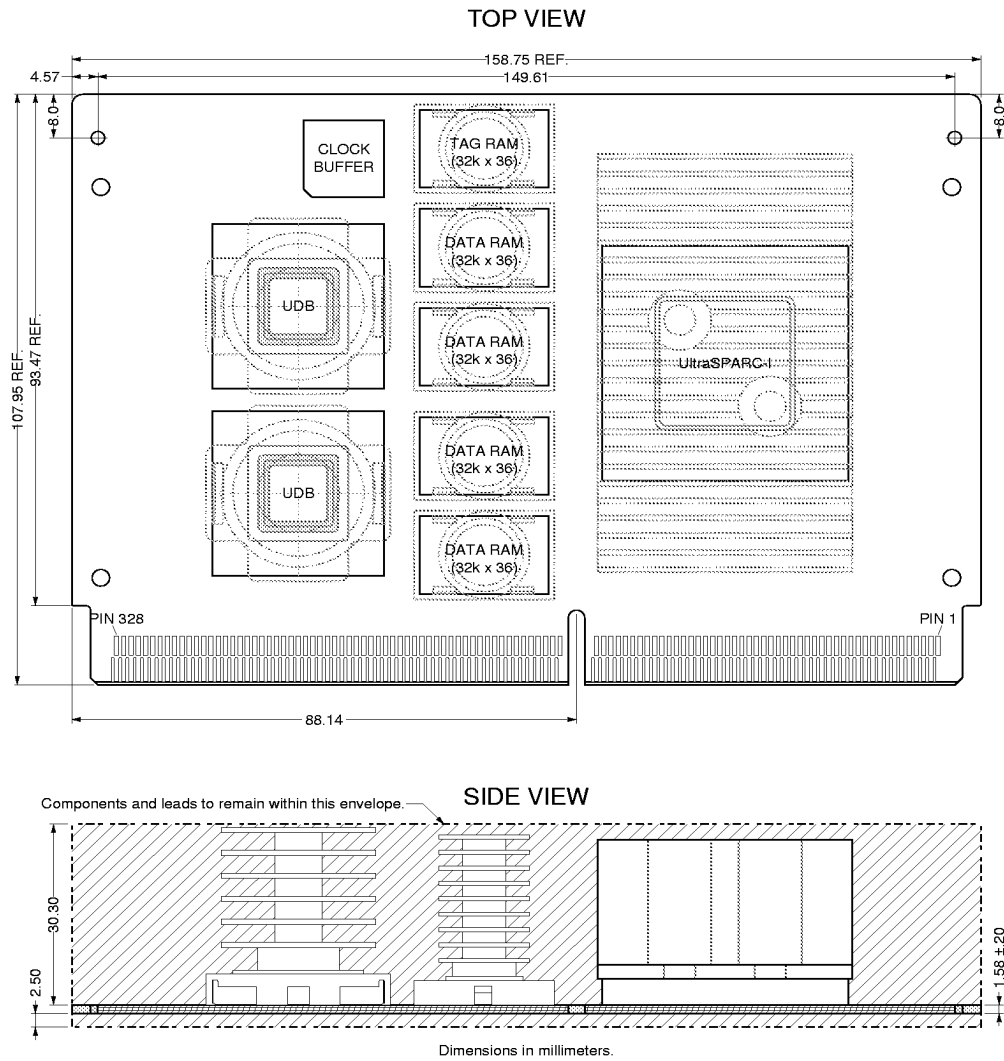 TOP VIEW
158.75 REF.
4.57
149.61
8.0
8.0
CLOCK
BUFFER
TAG RAM
(32k x 36)
DATA RAM
(32k x 36)
UDB
DATA RAM
(32k x 36)
UltraSPARC-I
107.95 REF.
93.47 REF.
DATA RAM
(32k x 36)
UDB
DATA RAM
(32k x 36)
PIN 328
PIN 1
88.14
SIDE VIEW
Components and leads to remain within this envelope.
30.30
2.50
1.58 ±.20
Dimensions in millimeters.